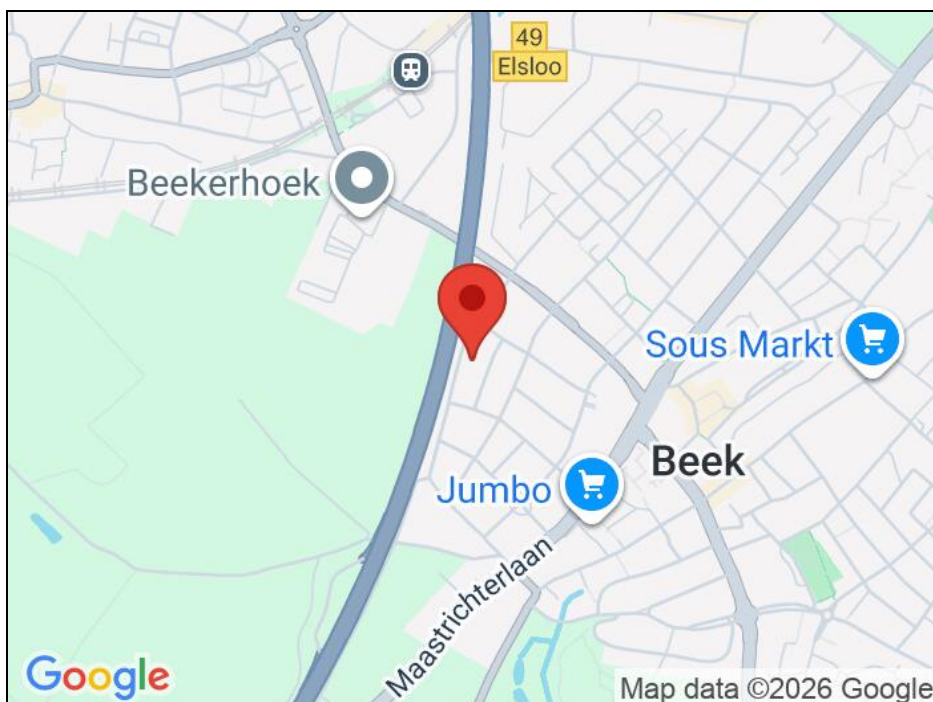 49
Elsloo
Beekerhoek
Sous Markt
Beek
Jumbo
Maastrichterlaan
Google
Map data ©2026 Google